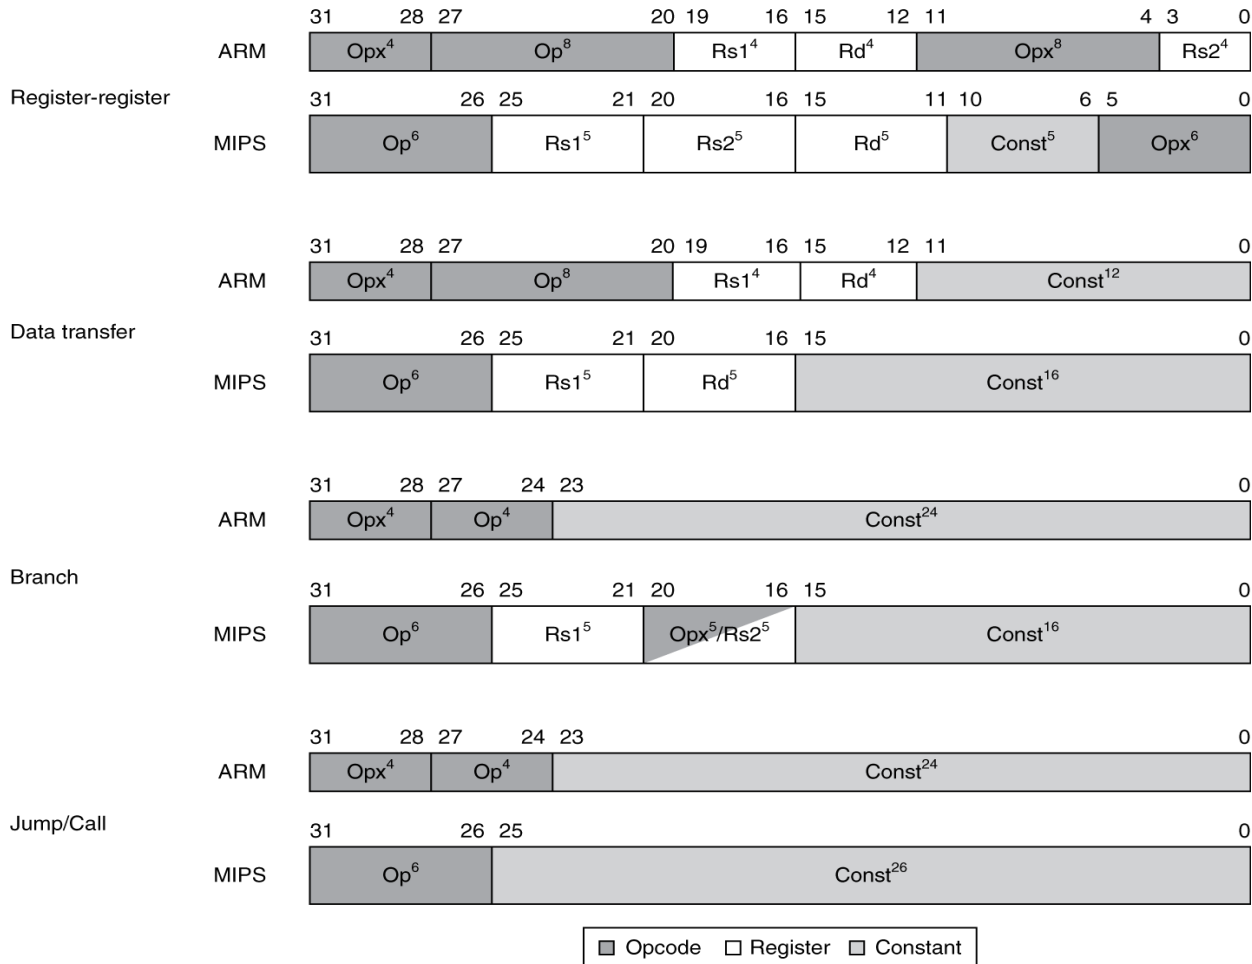 31 28 27 20 19 16 15 12 11 4 3 0
ARM Opx⁴ Op⁸ Rs1⁴ Rd⁴ Opx⁸ Rs2⁴
Register-register
31 26 25 21 20 16 15 11 10 6 5 0
MIPS Op⁶ Rs1⁵ Rs2⁵ Rd⁵ Const⁵ Opx⁶
31 28 27 20 19 16 15 12 11 0
ARM Opx⁴ Op⁸ Rs1⁴ Rd⁴ Const¹²
Data transfer
31 26 25 21 20 16 15 0
MIPS Op⁶ Rs1⁵ Rd⁵ Const¹⁶
31 28 27 24 23 0
ARM Opx⁴ Op⁴ Const²⁴
Branch
31 26 25 21 20 16 15 0
MIPS Op⁶ Rs1⁵ Opx⁵/Rs2⁵ Const¹⁶
31 28 27 24 23 0
ARM Opx⁴ Op⁴ Const²⁴
Jump/Call
31 26 25 0
MIPS Op⁶ Const²⁶
Opcode Register Constant